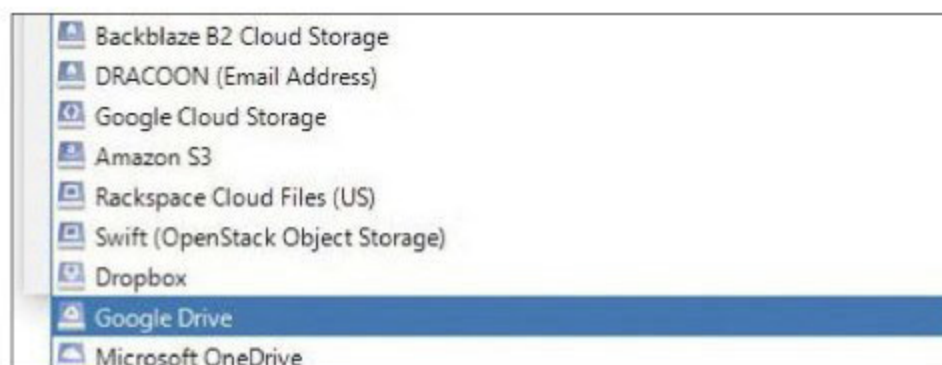 Backblaze B2 Cloud Storage
DRACOON (Email Address)
Google Cloud Storage
Amazon S3
Rackspace Cloud Files (US)
Swift (OpenStack Object Storage)
Dropbox
Google Drive
Microsoft OneDrive